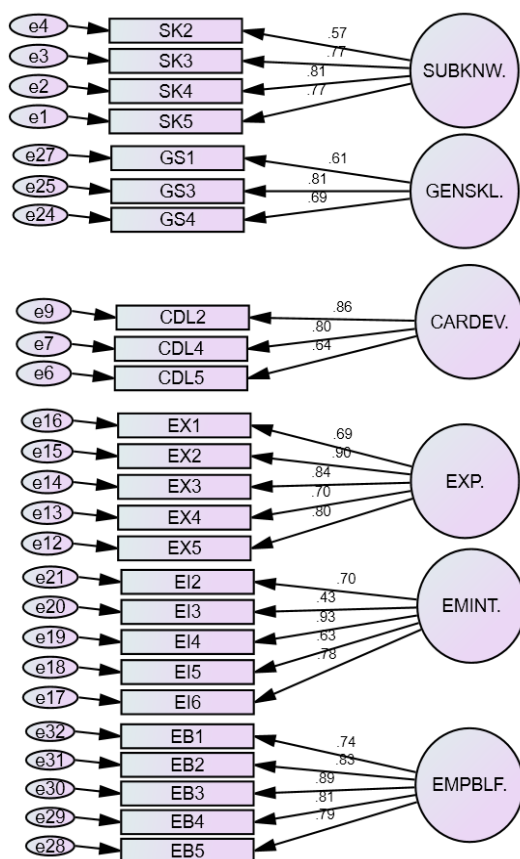 e4 SK2 .57
e3 SK3 .77
e2 SK4 .81
e1 SK5 .77
SUBKNW.
e27 GS1 .61
e25 GS3 .81
e24 GS4 .69
GENSKL.
e9 CDL2 .86
e7 CDL4 .80
e6 CDL5 .64
CARDEV.
e16 EX1 .69
e15 EX2 .90
e14 EX3 .84
e13 EX4 .70
e12 EX5 .80
EXP.
e21 EI2 .70
e20 EI3 .43
e19 EI4 .93
e18 EI5 .63
e17 EI6 .78
EMINT.
e32 EB1 .74
e31 EB2 .83
e30 EB3 .89
e29 EB4 .81
e28 EB5 .79
EMPBLF.